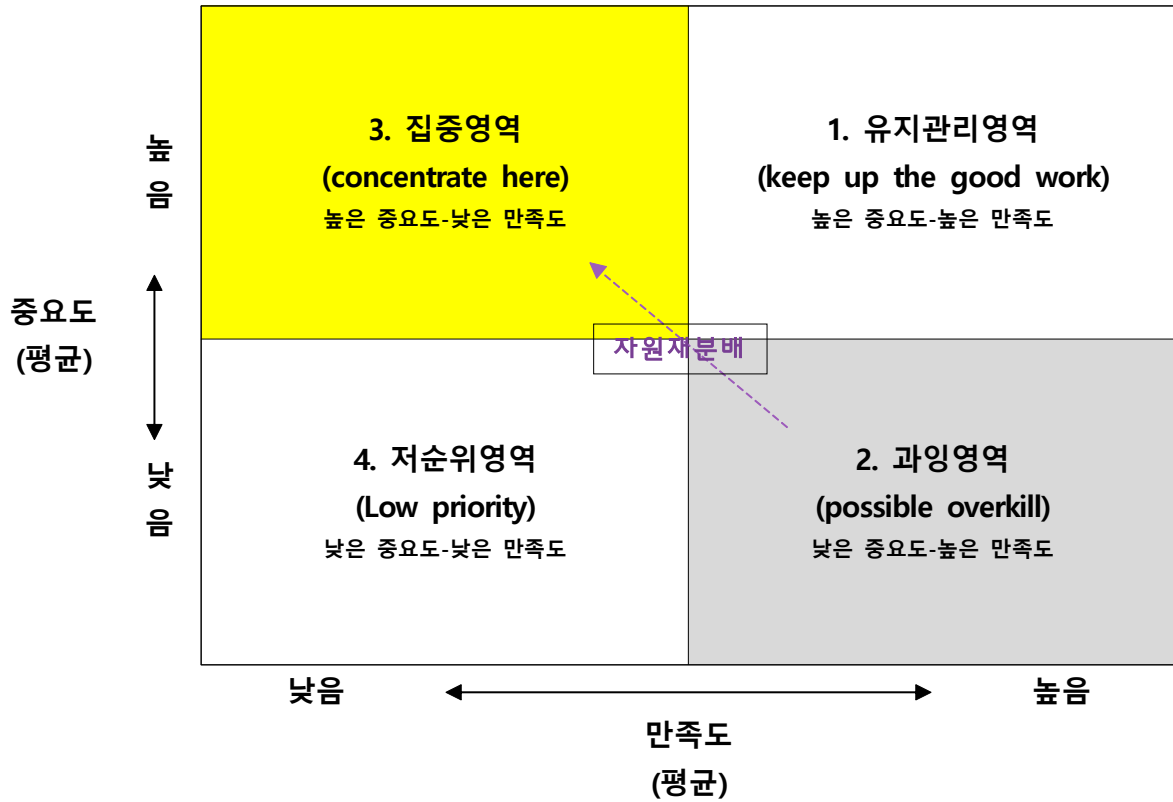 3. 집중영역
(concentrate here)
높은 중요도-낮은 만족도
1. 유지관리영역
(keep up the good work)
높은 중요도-높은 만족도
높
음
중요도
(평균)
자원재분배
낮
음
4. 저순위영역
(Low priority)
낮은 중요도-낮은 만족도
2. 과잉영역
(possible overkill)
낮은 중요도-높은 만족도
낮음
높음
만족도
(평균)